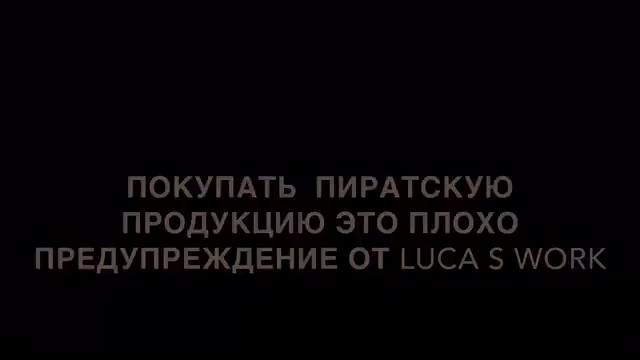 ПОКУПАТЬ ПИРАТСКУЮ
ПРОДУКЦИЮ ЭТО ПЛОХО
ПРЕДУПРЕЖДЕНИЕ ОТ LUCA S WORK